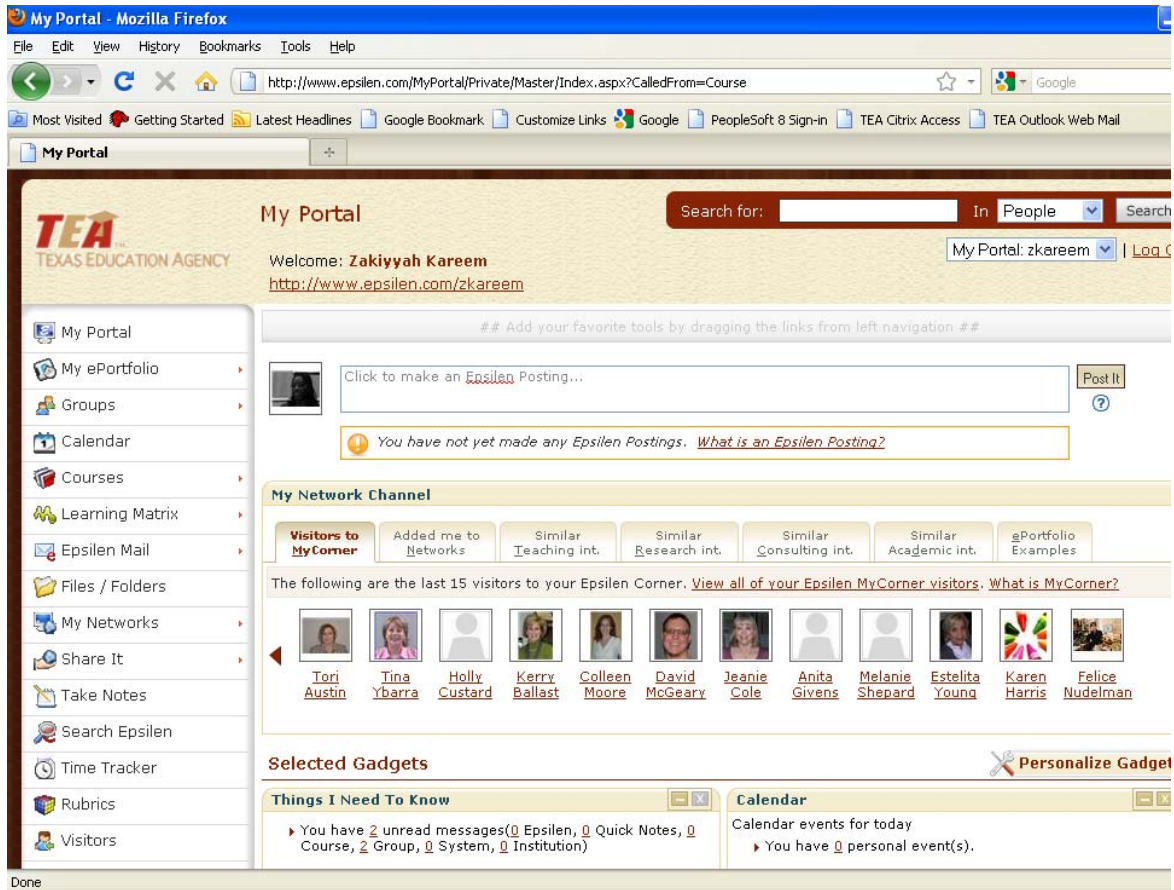 My Portal - Mozilla Firefox
File Edit View History Bookmarks Tools Help
http://www.epsilen.com/MyPortal/Private/Master/Index.aspx?CalledFrom=Course
Google
Most Visited Getting Started Latest Headlines Google Bookmark Customize Links Google PeopleSoft 8 Sign-in TEA Citrix Access TEA Outlook Web Mail
My Portal
TEA
TEXAS EDUCATION AGENCY
My Portal
Search for: In People Search
My Portal: zkareem | Log
Welcome: Zakiyyah Kareem
http://www.epsilen.com/zkareem
My Portal
My ePortfolio
Groups
Calendar
Courses
Learning Matrix
Epsilen Mail
Files / Folders
My Networks
Share It
Take Notes
Search Epsilen
Time Tracker
Rubrics
Visitors
## Add your favorite tools by dragging the links from left navigation ##
Click to make an Epsilen Posting...
Post It
You have not yet made any Epsilen Postings. What is an Epsilen Posting?
My Network Channel
Visitors to MyCorner
Added me to Networks
Similar Teaching int.
Similar Research int.
Similar Consulting int.
Similar Academic int.
ePortfolio Examples
The following are the last 15 visitors to your Epsilen Corner. View all of your Epsilen MyCorner visitors. What is MyCorner?
Tori Austin
Tina Ybarra
Holly Custard
Kerry Ballast
Colleen Moore
David McGeary
Jeanie Cole
Anita Givens
Melanie Shepard
Estelita Young
Karen Harris
Felice Nudelman
Selected Gadgets
Personalize Gadget
Things I Need To Know
You have 2 unread messages(0 Epsilen, 0 Quick Notes, 0
Course, 2 Group, 0 System, 0 Institution)
Calendar
Calendar events for today
You have 0 personal event(s).
Done